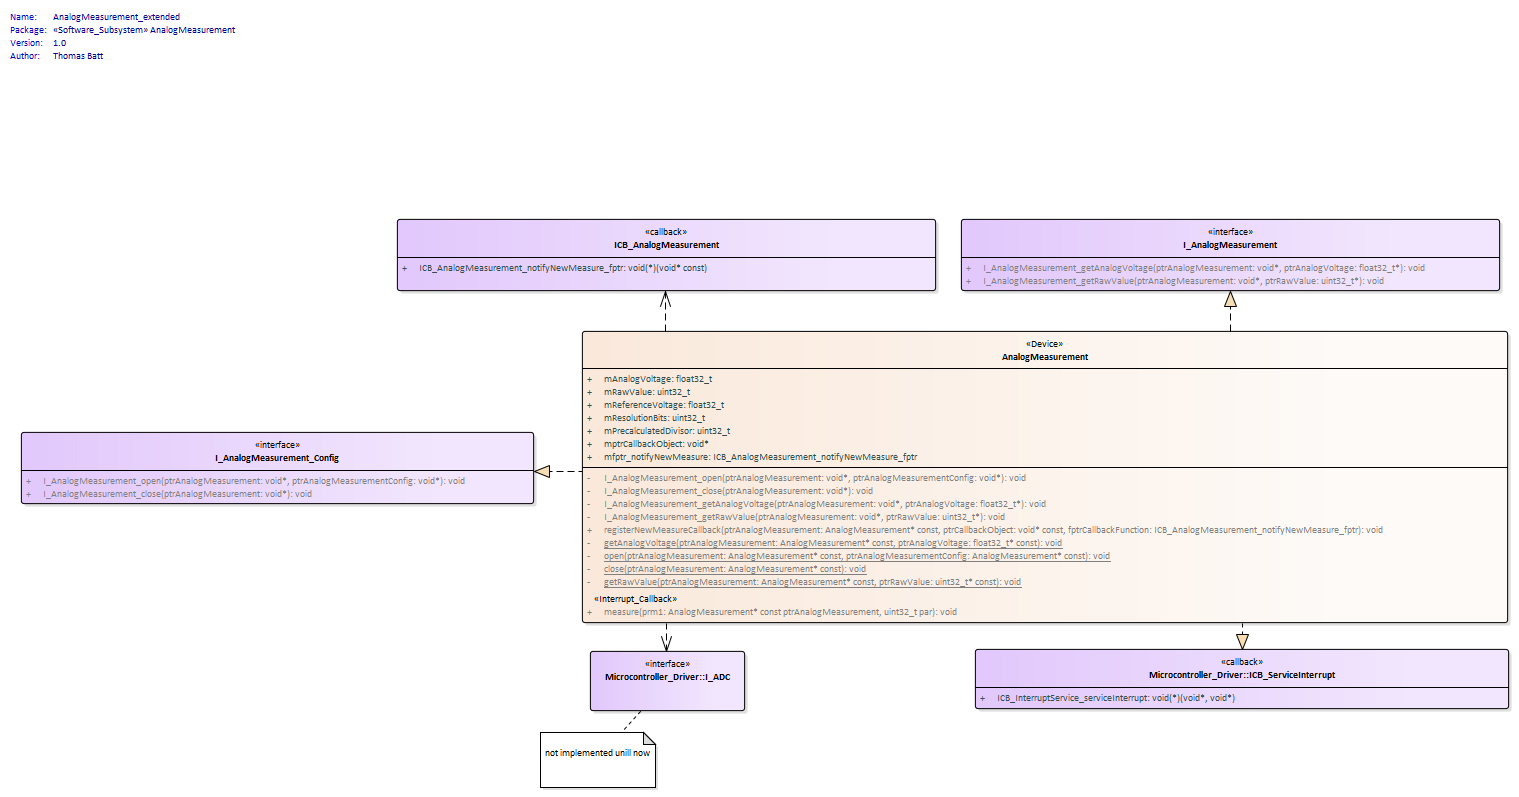 Name: AnalogMeasurement_extended
Package: «Software_Subsystem» AnalogMeasurement
Version: 1.0
Author: Thomas Batt
«callback»
ICB_AnalogMeasurement
+ ICB_AnalogMeasurement_notifyNewMeasure_fptr: void(*)(void* const)
«interface»
I_AnalogMeasurement
+ I_AnalogMeasurement_getAnalogVoltage(ptrAnalogMeasurement: void*, ptrAnalogVoltage: float32_t*): void
+ I_AnalogMeasurement_getRawValue(ptrAnalogMeasurement: void*, ptrRawValue: uint32_t*): void
«interface»
I_AnalogMeasurement_Config
+ I_AnalogMeasurement_open(ptrAnalogMeasurement: void*, ptrAnalogMeasurementConfig: void*): void
+ I_AnalogMeasurement_close(ptrAnalogMeasurement: void*): void
«Device»
AnalogMeasurement
+ mAnalogVoltage: float32_t
+ mRawValue: uint32_t
+ mReferenceVoltage: float32_t
+ mResolutionBits: uint32_t
+ mPrecalculatedDivisor: uint32_t
+ mptrCallbackObject: void*
+ mfptr_notifyNewMeasure: ICB_AnalogMeasurement_notifyNewMeasure_fptr
- I_AnalogMeasurement_open(ptrAnalogMeasurement: void*, ptrAnalogMeasurementConfig: void*): void
- I_AnalogMeasurement_close(ptrAnalogMeasurement: void*): void
- I_AnalogMeasurement_getAnalogVoltage(ptrAnalogMeasurement: void*, ptrAnalogVoltage: float32_t*): void
- I_AnalogMeasurement_getRawValue(ptrAnalogMeasurement: void*, ptrRawValue: uint32_t*): void
+ registerNewMeasureCallback(ptrAnalogMeasurement: AnalogMeasurement* const, ptrCallbackObject: void* const, fptrCallbackFunction: ICB_AnalogMeasurement_notifyNewMeasure_fptr): void
- getAnalogVoltage(ptrAnalogMeasurement: AnalogMeasurement* const, ptrAnalogVoltage: float32_t* const): void
- open(ptrAnalogMeasurement: AnalogMeasurement* const, ptrAnalogMeasurementConfig: AnalogMeasurement* const): void
- close(ptrAnalogMeasurement: AnalogMeasurement* const): void
- getRawValue(ptrAnalogMeasurement: AnalogMeasurement* const, ptrRawValue: uint32_t* const): void
«Interrupt_Callback»
+ measure(prm1: AnalogMeasurement* const ptrAnalogMeasurement, uint32_t par): void
«interface»
Microcontroller_Driver::I_ADC
«callback»
Microcontroller_Driver::ICB_ServiceInterrupt
+ ICB_InterruptService_serviceInterrupt: void(*)(void*, void*)
not implemented unill now